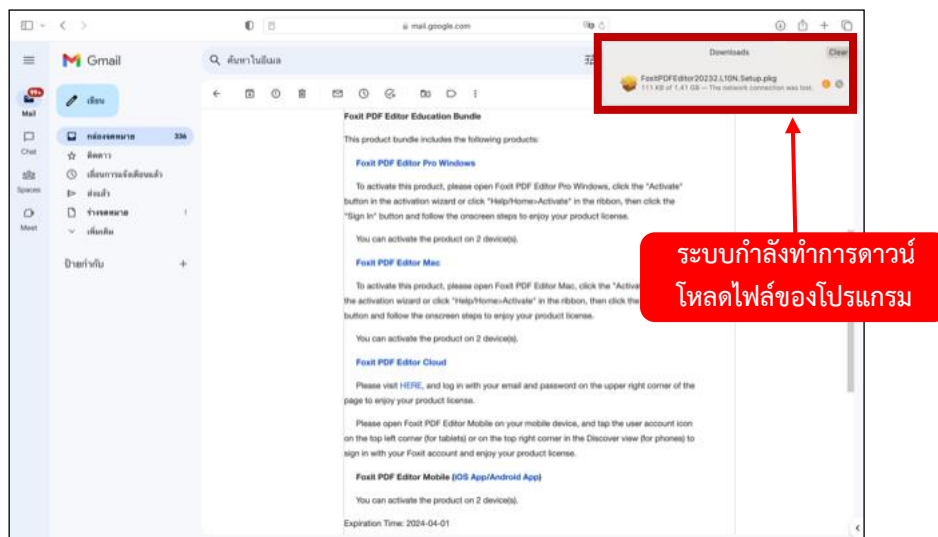 mail.google.com
Gmail
ค้นหาในอีเมล
Downloads
Clear
FoxitPDFEditor20232.L10N.Setup.pkg
111 KB of 1.41 GB — The network connection was lost.
99+
Mail
Chat
Spaces
Meet
เขียน
กล่องจดหมาย 336
ติดดาว
เลื่อนการแจ้งเตือนแล้ว
ส่งแล้ว
ร่างจดหมาย 1
เพิ่มเติม
ป้ายกำกับ
Foxit PDF Editor Education Bundle
This product bundle includes the following products:
Foxit PDF Editor Pro Windows
To activate this product, please open Foxit PDF Editor Pro Windows, click the "Activate"
button in the activation wizard or click "Help/Home>Activate" in the ribbon, then click the
"Sign In" button and follow the onscreen steps to enjoy your product license.
You can activate the product on 2 device(s).
Foxit PDF Editor Mac
To activate this product, please open Foxit PDF Editor Mac, click the
the activation wizard or click "Help/Home>Activate" in the ribbon, then click the
button and follow the onscreen steps to enjoy your product license.
You can activate the product on 2 device(s).
Foxit PDF Editor Cloud
Please visit HERE, and log in with your email and password on the upper right corner of the
page to enjoy your product license.
Please open Foxit PDF Editor Mobile on your mobile device, and tap the user account icon
on the top left corner (for tablets) or on the top right corner in the Discover view (for phones) to
sign in with your Foxit account and enjoy your product license.
Foxit PDF Editor Mobile (iOS App/Android App)
You can activate the product on 2 device(s).
Expiration Time: 2024-04-01
ระบบกำลังทำการดาวน์
โหลดไฟล์ของโปรแกรม